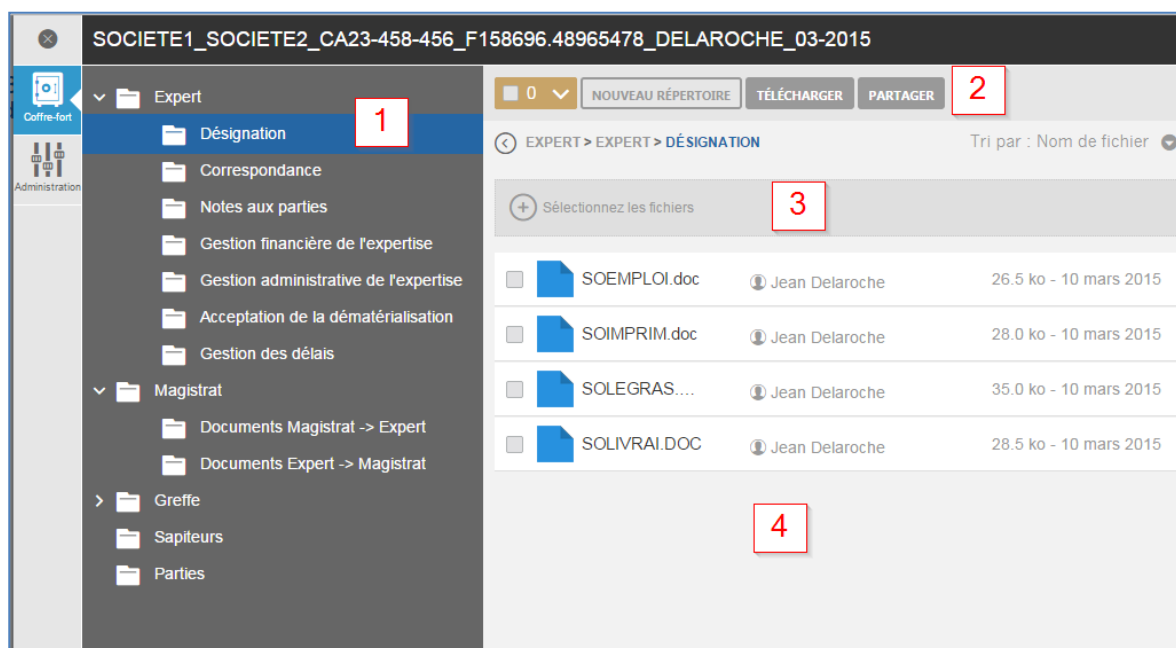 SOCIETE1_SOCIETE2_CA23-458-456_F158696.48965478_DELAROCHE_03-2015
Coffre-fort
Administration
Expert
1
Désignation
Correspondance
Notes aux parties
Gestion financière de l'expertise
Gestion administrative de l'expertise
Acceptation de la dématérialisation
Gestion des délais
Magistrat
Documents Magistrat -> Expert
Documents Expert -> Magistrat
Greffe
Sapiteurs
Parties
0 NOUVEAU RÉPERTOIRE TÉLÉCHARGER PARTAGER 2
EXPERT > EXPERT > DÉSIGNATION Tri par : Nom de fichier
Sélectionnez les fichiers 3
SOEMPLOI.doc Jean Delaroche 26.5 ko - 10 mars 2015
SOIMPRIM.doc Jean Delaroche 28.0 ko - 10 mars 2015
SOLEGRAS.... Jean Delaroche 35.0 ko - 10 mars 2015
SOLIVRAI.DOC Jean Delaroche 28.5 ko - 10 mars 2015
4